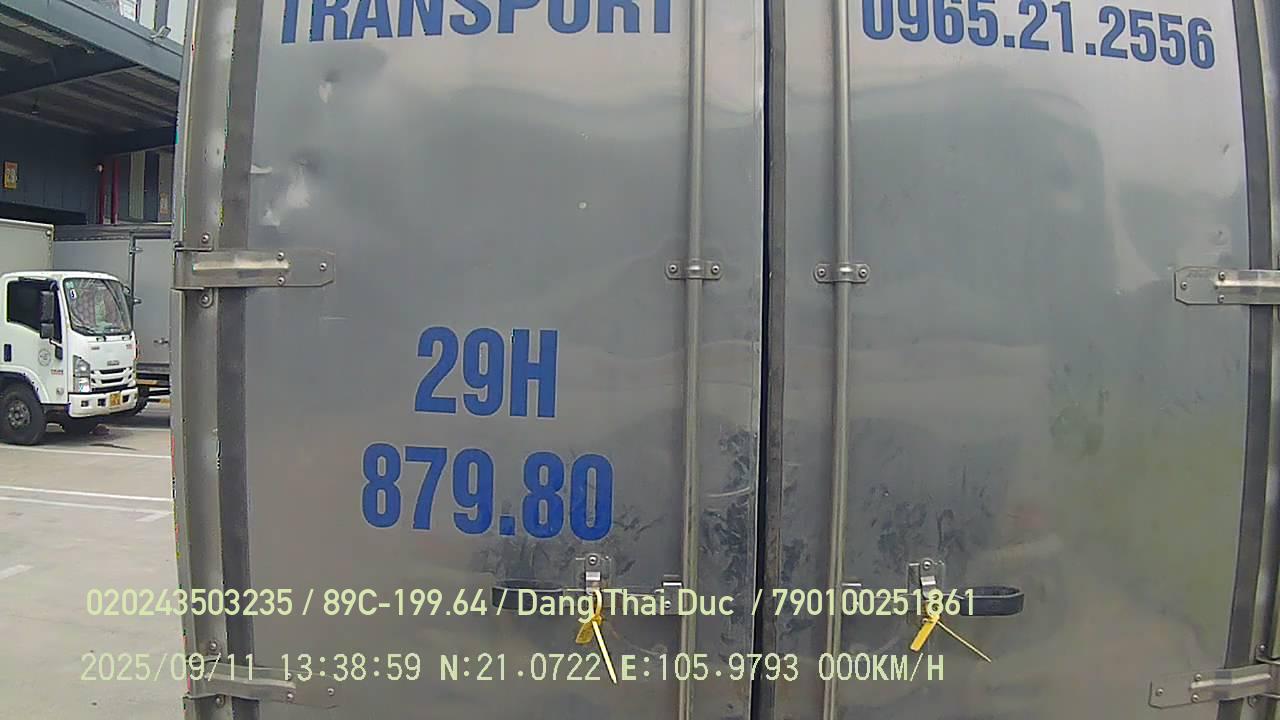 TRANSPORT
0965.21.2556
29H
879.80
020243503235 / 89C-199.64 / Dang Thai Duc / 790100251861
2025/09/11 13:38:59 N:21.0722 E:105.9793 000KM/H